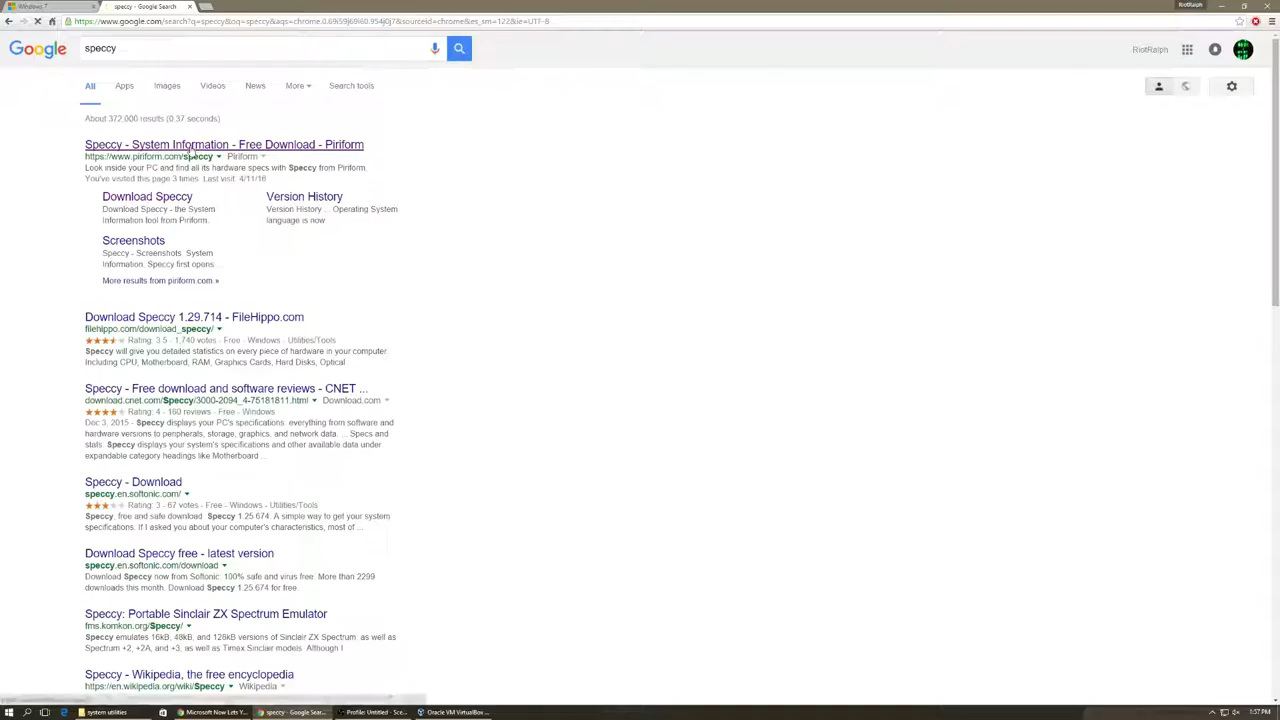 Windows 7
speccy - Google Search
RiotRalph
https://www.google.com/search?q=speccy&oq=speccy&aqs=chrome.0.69i59j69i60.954j0j7&sourceid=chrome&es_sm=122&ie=UTF-8
Google
speccy
RiotRalph
All Apps Images Videos News More Search tools
About 372,000 results (0.37 seconds)
Speccy - System Information - Free Download - Piriform
https://www.piriform.com/speccy Piriform
Look inside your PC and find all its hardware specs with Speccy from Piriform.
You've visited this page 3 times. Last visit: 4/11/16
Download Speccy
Download Speccy - the System
Information tool from Piriform.
Version History
Version History ... Operating System
language is now
Screenshots
Speccy - Screenshots. System
Information. Speccy first opens
More results from piriform.com »
Download Speccy 1.29.714 - FileHippo.com
filehippo.com/download_speccy/
Rating: 3.5 - 1,740 votes - Free - Windows - Utilities/Tools
Speccy will give you detailed statistics on every piece of hardware in your computer.
Including CPU, Motherboard, RAM, Graphics Cards, Hard Disks, Optical
Speccy - Free download and software reviews - CNET ...
download.cnet.com/Speccy/3000-2094_4-75181811.html Download.com
Rating: 4 - 160 reviews - Free - Windows
Dec 3, 2015 - Speccy displays your PC's specifications: everything from software and
hardware versions to peripherals, storage, graphics, and network data. ... Specs and
stats. Speccy displays your system's specifications and other available data under
expandable category headings like Motherboard ...
Speccy - Download
speccy.en.softonic.com/
Rating: 3 - 67 votes - Free - Windows - Utilities/Tools
Speccy, free and safe download. Speccy 1.25.674. A simple way to get your system
specifications. If I asked you about your computer's characteristics, most of ...
Download Speccy free - latest version
speccy.en.softonic.com/download
Download Speccy now from Softonic: 100% safe and virus free. More than 2299
downloads this month. Download Speccy 1.25.674 for free.
Speccy: Portable Sinclair ZX Spectrum Emulator
fms.komkon.org/Speccy/
Speccy emulates 16kB, 48kB, and 128kB versions of Sinclair ZX Spectrum, as well as
Spectrum +2, +2A, and +3, as well as Timex Sinclair models. Although I
Speccy - Wikipedia, the free encyclopedia
https://en.wikipedia.org/wiki/Speccy Wikipedia
system utilities
Microsoft Now Lets Y...
speccy - Google Sear...
Profile: Untitled - Sce...
Oracle VM VirtualBox ...
1:57 PM